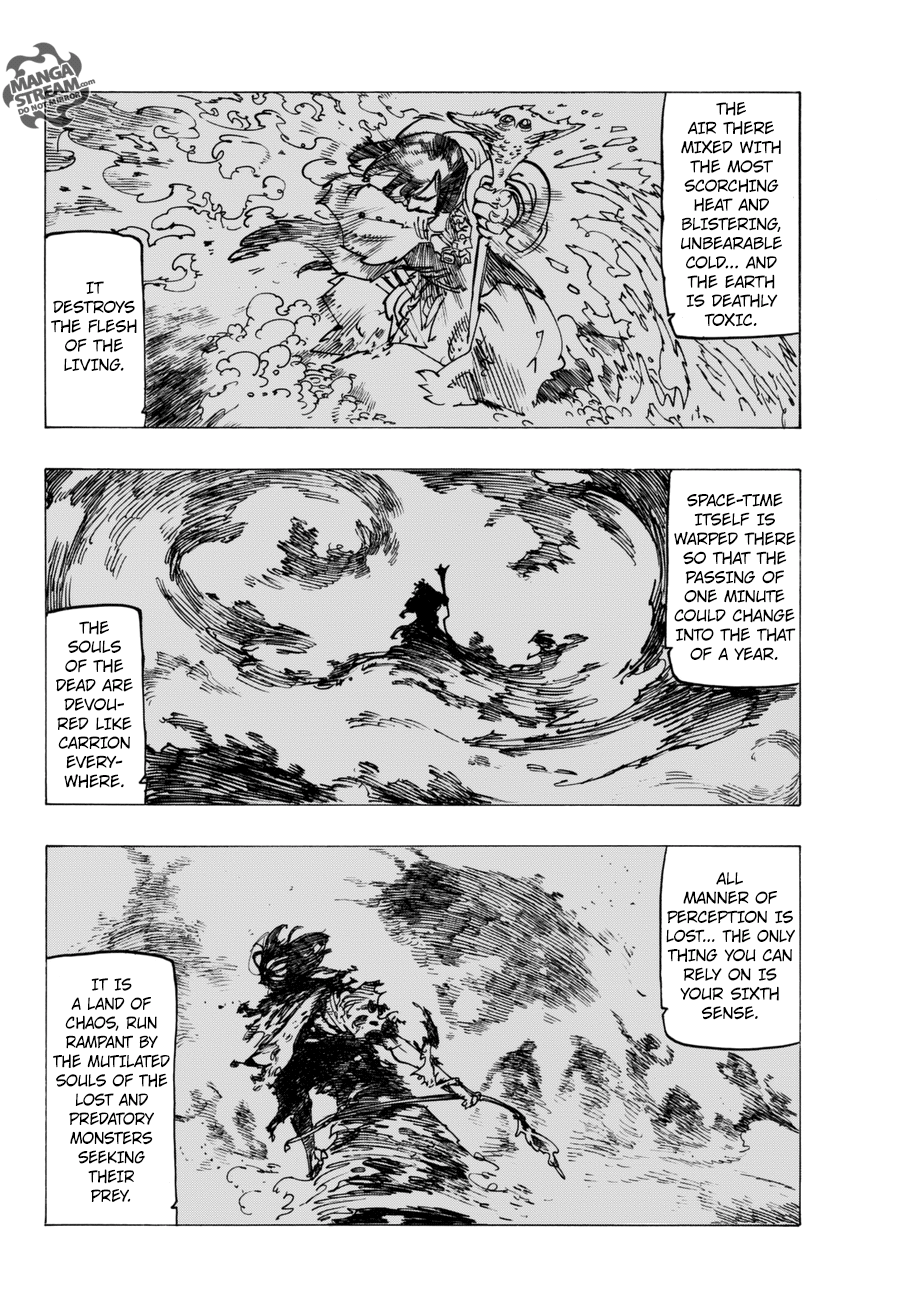 MANGA
STREAM.com
DO NOT MIRROR!
THE
AIR THERE
MIXED WITH
THE MOST
SCORCHING
HEAT AND
BLISTERING,
UNBEARABLE
COLD... AND
THE EARTH
IS DEATHLY
TOXIC.
IT
DESTROYS
THE FLESH
OF THE
LIVING.
SPACE-TIME
ITSELF IS
WARPED THERE
SO THAT THE
PASSING OF
ONE MINUTE
COULD CHANGE
INTO THE THAT
OF A YEAR.
THE
SOULS
OF THE
DEAD ARE
DEVOU-
RED LIKE
CARRION
EVERY-
WHERE.
ALL
MANNER OF
PERCEPTION IS
LOST... THE ONLY
THING YOU CAN
RELY ON IS
YOUR SIXTH
SENSE.
IT IS
A LAND OF
CHAOS, RUN
RAMPANT BY
THE MUTILATED
SOULS OF THE
LOST AND
PREDATORY
MONSTERS
SEEKING
THEIR
PREY.